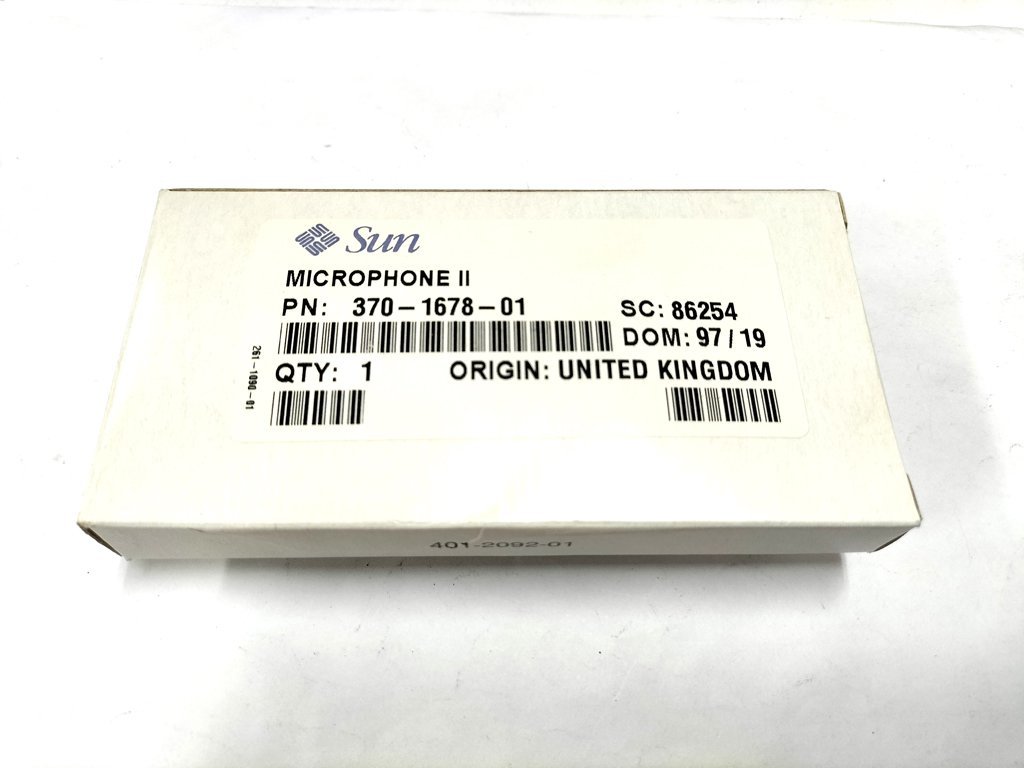 Sun
MICROPHONE II
PN: 370-1678-01
SC: 86254
DOM: 97/19
QTY: 1
ORIGIN: UNITED KINGDOM
261-1090-01
401-2092-01